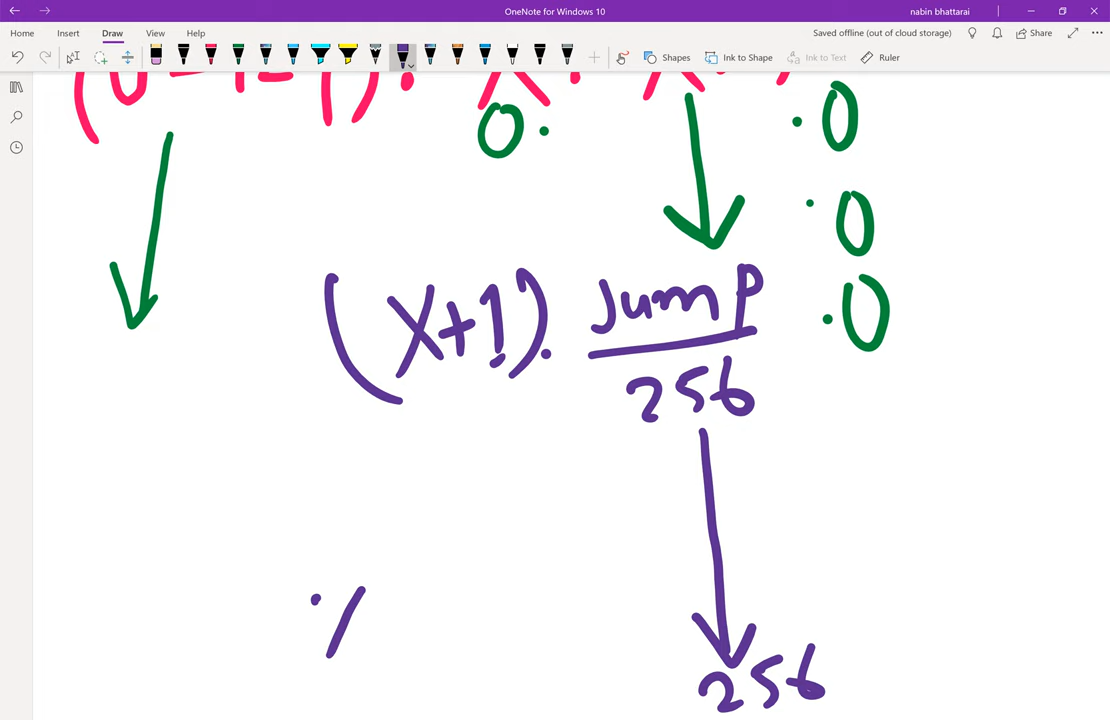 OneNote for Windows 10
nabin bhattarai
Home Insert Draw View Help
Saved offline (out of cloud storage)
Share
Shapes Ink to Shape Ink to Text Ruler
0. .0
.0
(X+1). Jump .0
256
256